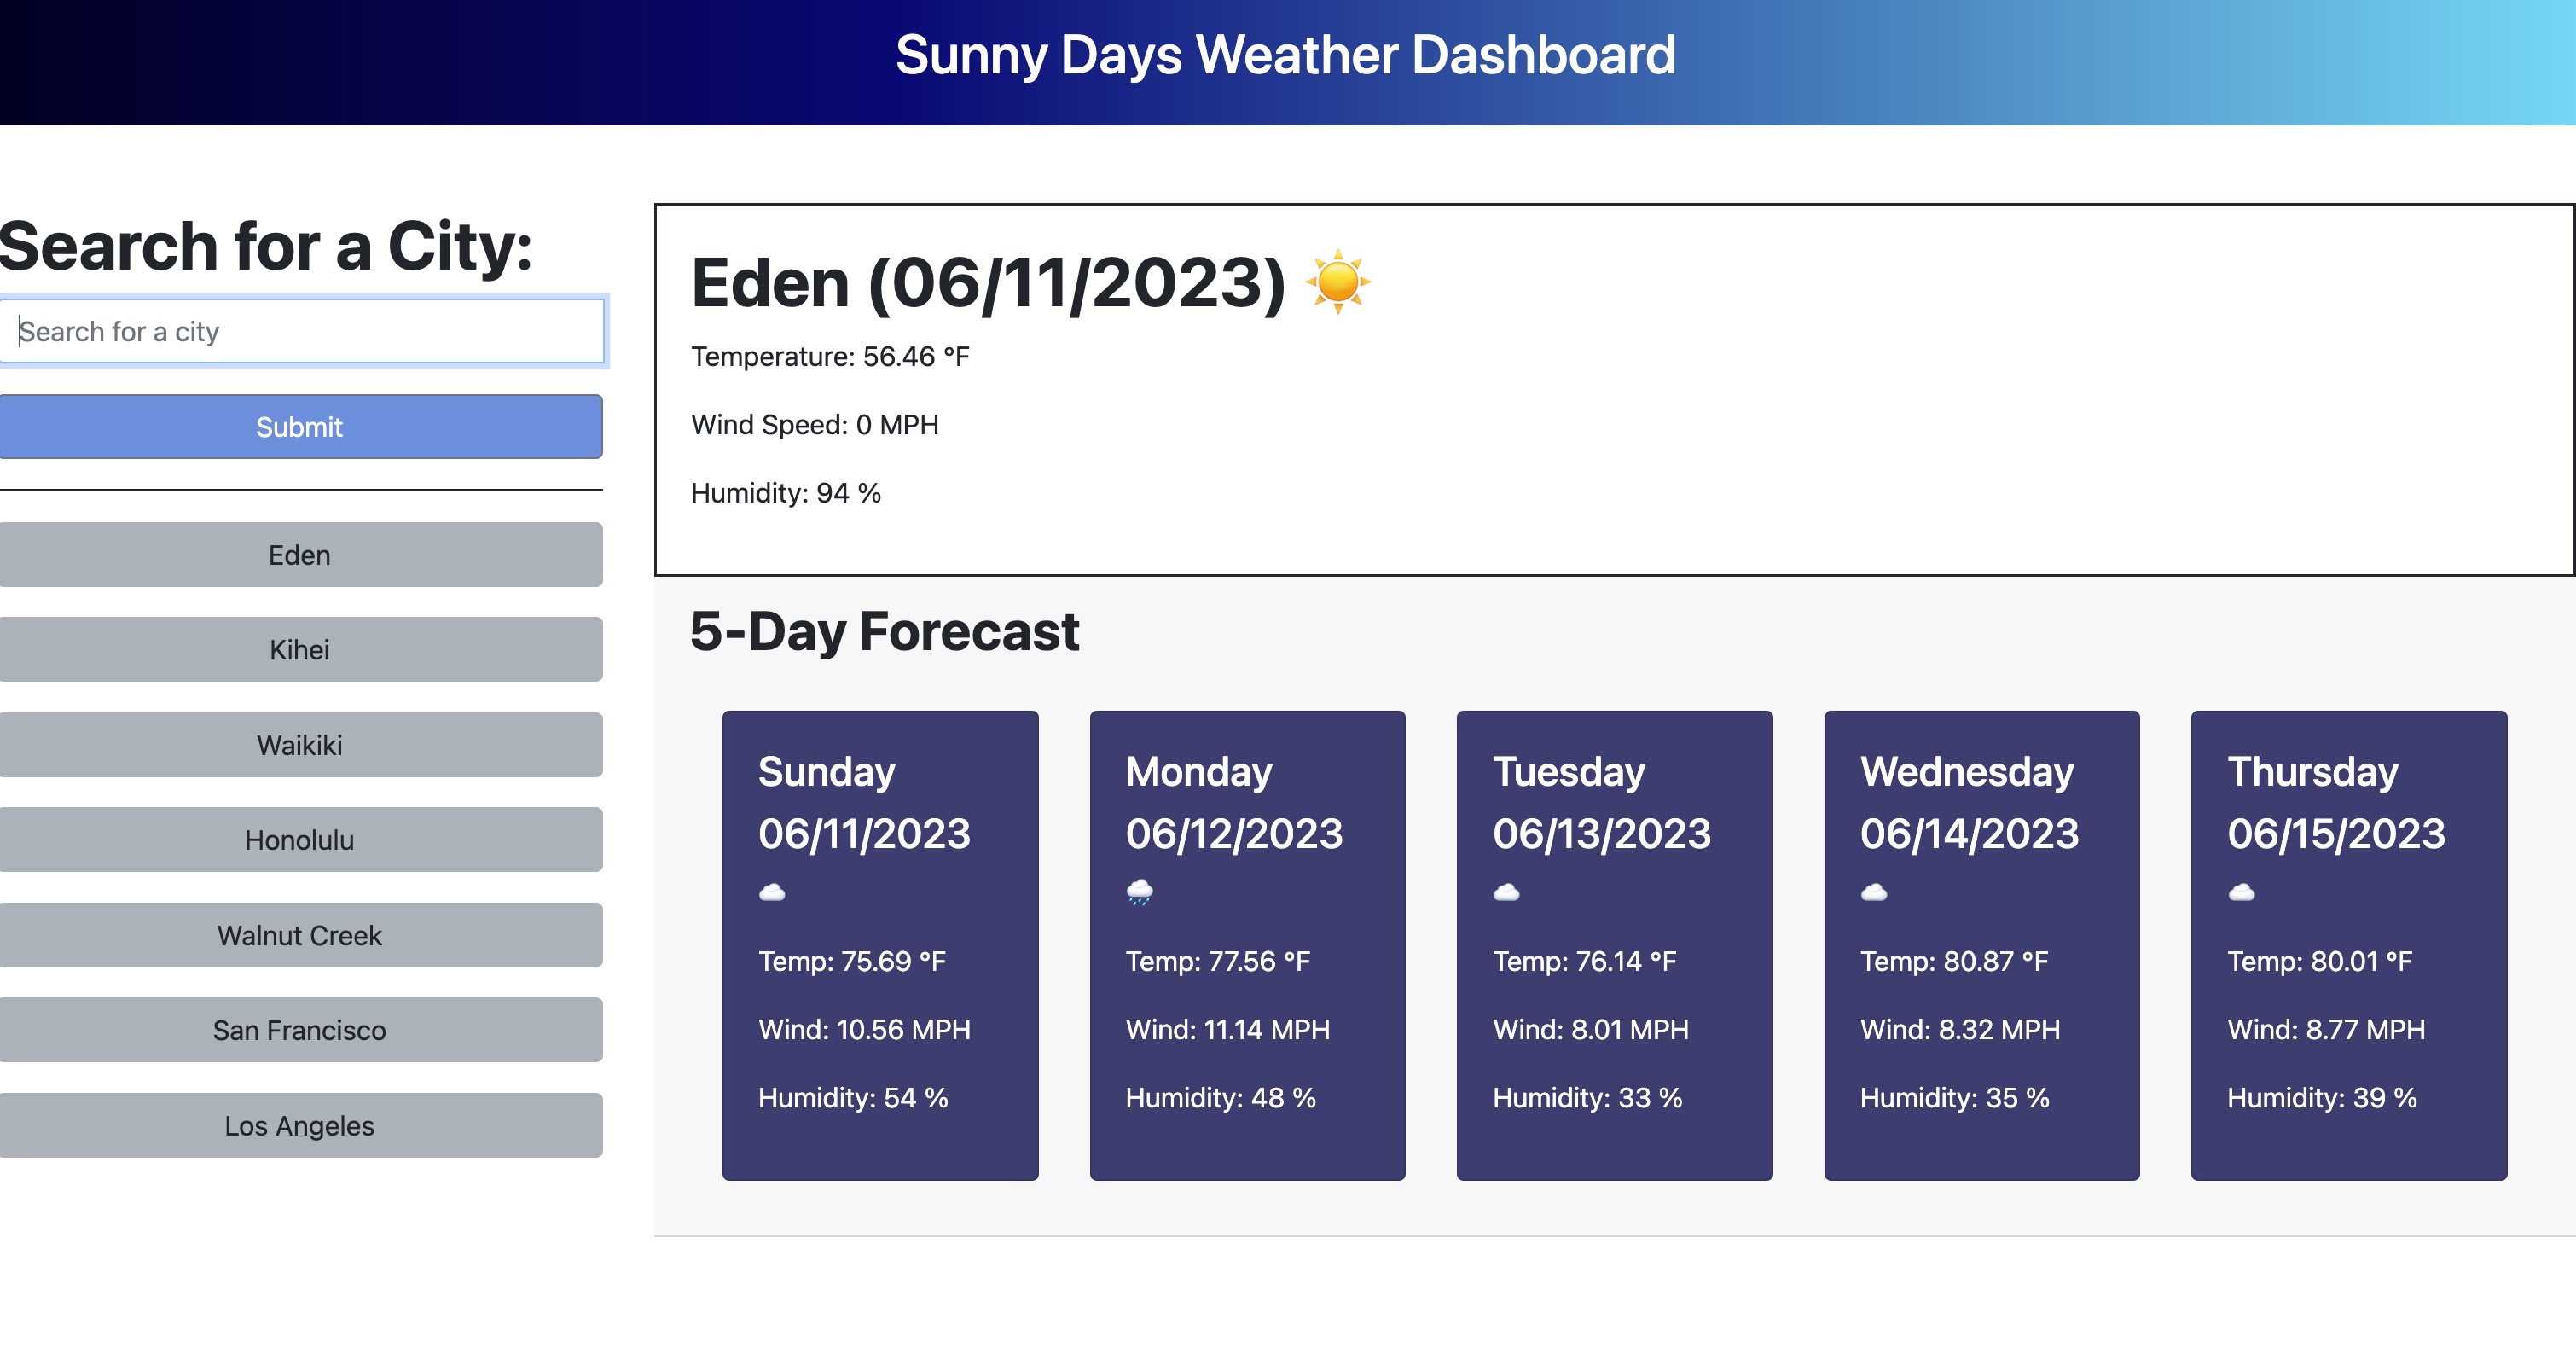 Sunny Days Weather Dashboard
Search for a City:
Search for a city
Submit
Eden
Kihei
Waikiki
Honolulu
Walnut Creek
San Francisco
Los Angeles
Eden (06/11/2023) ☀️
Temperature: 56.46 °F
Wind Speed: 0 MPH
Humidity: 94 %
5-Day Forecast
Sunday
06/11/2023
Temp: 75.69 °F
Wind: 10.56 MPH
Humidity: 54 %
Monday
06/12/2023
Temp: 77.56 °F
Wind: 11.14 MPH
Humidity: 48 %
Tuesday
06/13/2023
Temp: 76.14 °F
Wind: 8.01 MPH
Humidity: 33 %
Wednesday
06/14/2023
Temp: 80.87 °F
Wind: 8.32 MPH
Humidity: 35 %
Thursday
06/15/2023
Temp: 80.01 °F
Wind: 8.77 MPH
Humidity: 39 %